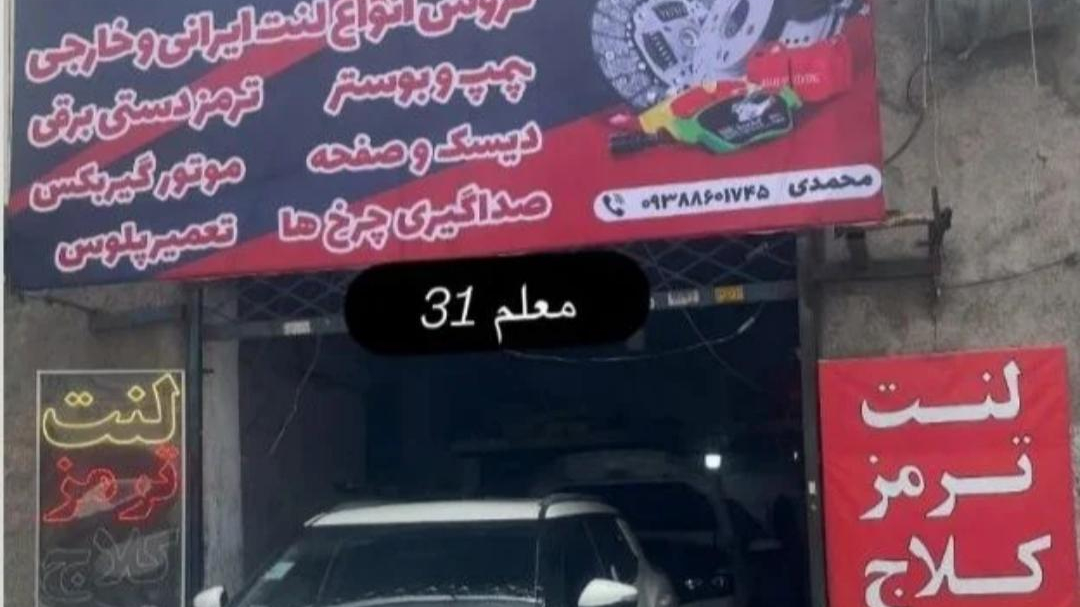 فروش انواع لنت ایرانی و خارجی
پمپ و بوستر
ترمز دستی برقی
دیسک و صفحه
موتور گیربکس
صداگیری چرخ ها
تعمیر پلوس
محمدی ۰۹۳۸۸۶۰۱۷۴۵
معلم 31
لنت
ترمز
کلاج
لنت
ترمز
کلاج